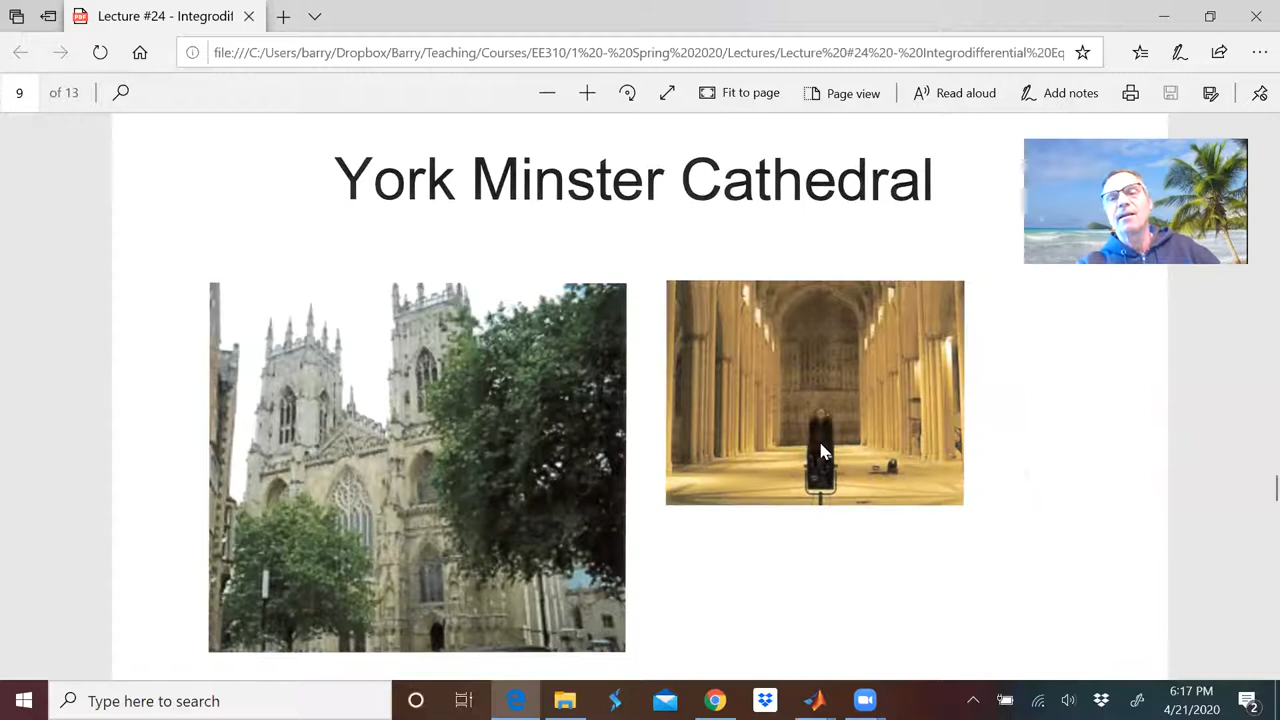 Lecture #24 - Integrodif
file:///C:/Users/barry/Dropbox/Barry/Teaching/Courses/EE310/1%20-%20Spring%202020/Lectures/Lecture%20#24%20-%20Integrodifferential%20Eq
9 of 13
Fit to page
Page view
Read aloud
Add notes
York Minster Cathedral
Type here to search
6:17 PM
4/21/2020
2